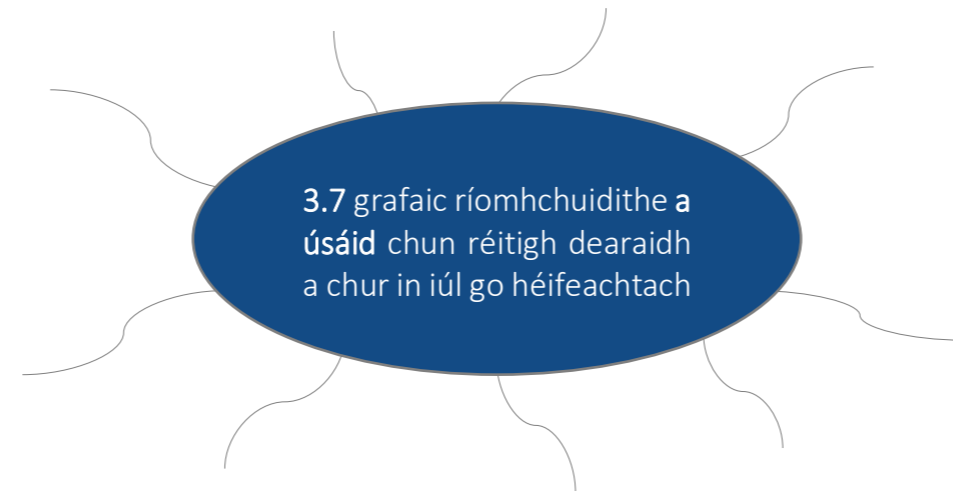 3.7 grafaic ríomhchuidithe a
úsáid chun réitigh dearaidh
a chur in iúl go héifeachtach